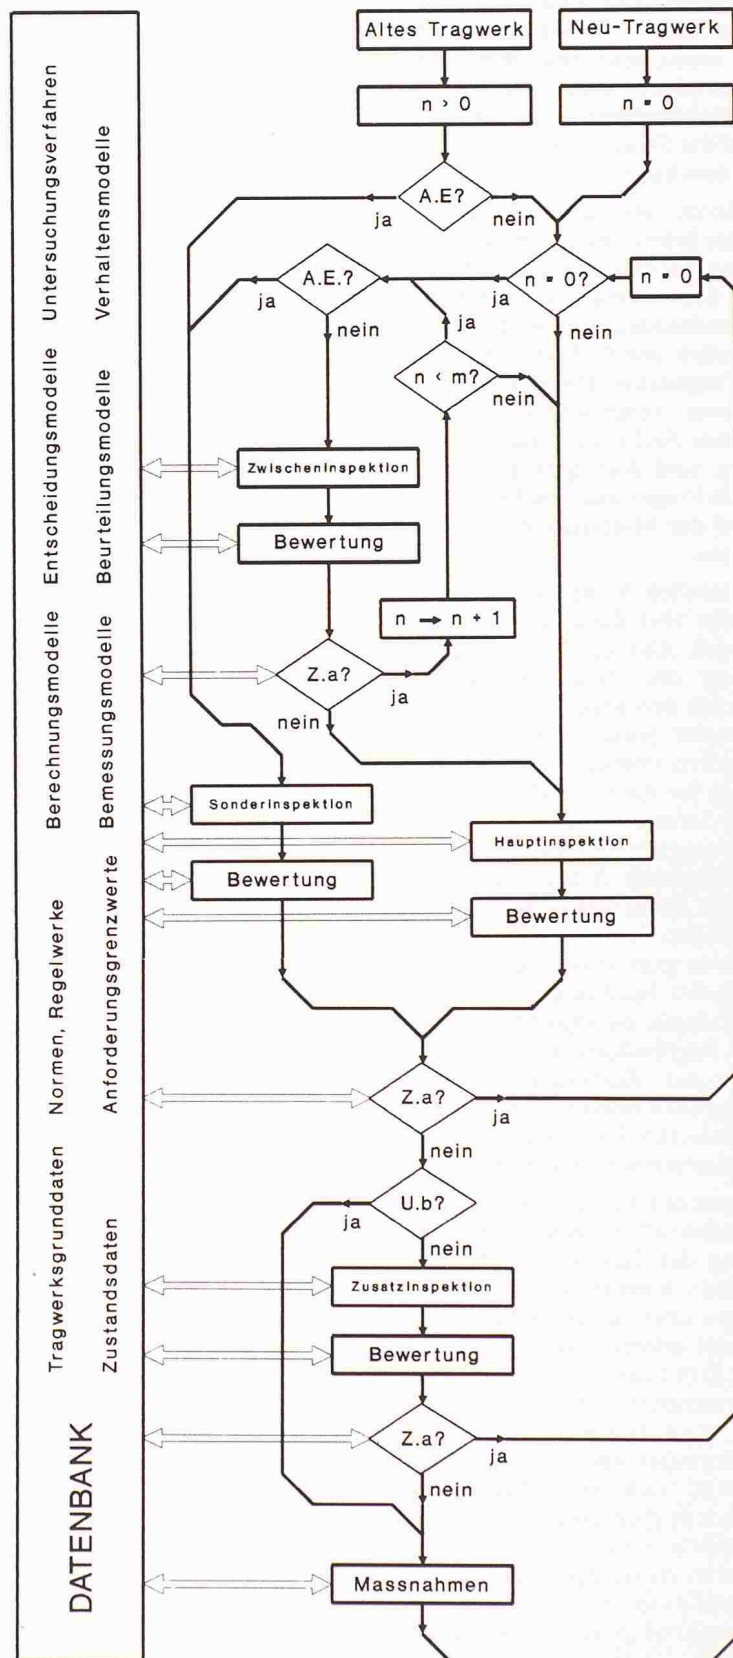 Altes Tragwerk
Neu-Tragwerk
n > 0
n = 0
A.E?
ja
nein
A.E.?
ja
nein
n = 0?
ja
nein
n = 0
ja
n < m?
nein
Zwischeninspektion
Bewertung
n → n + 1
Z.a?
ja
nein
Sonderinspektion
Hauptinspektion
Bewertung
Bewertung
Z.a?
ja
nein
U.b?
ja
nein
Zusatzinspektion
Bewertung
Z.a?
ja
nein
Massnahmen
DATENBANK
Tragwerksgrunddaten
Normen, Regelwerke
Berechnungsmodelle
Entscheidungsmodelle
Untersuchungsverfahren
Zustandsdaten
Anforderungsgrenzwerte
Bemessungsmodelle
Beurteilungsmodelle
Verhaltensmodelle